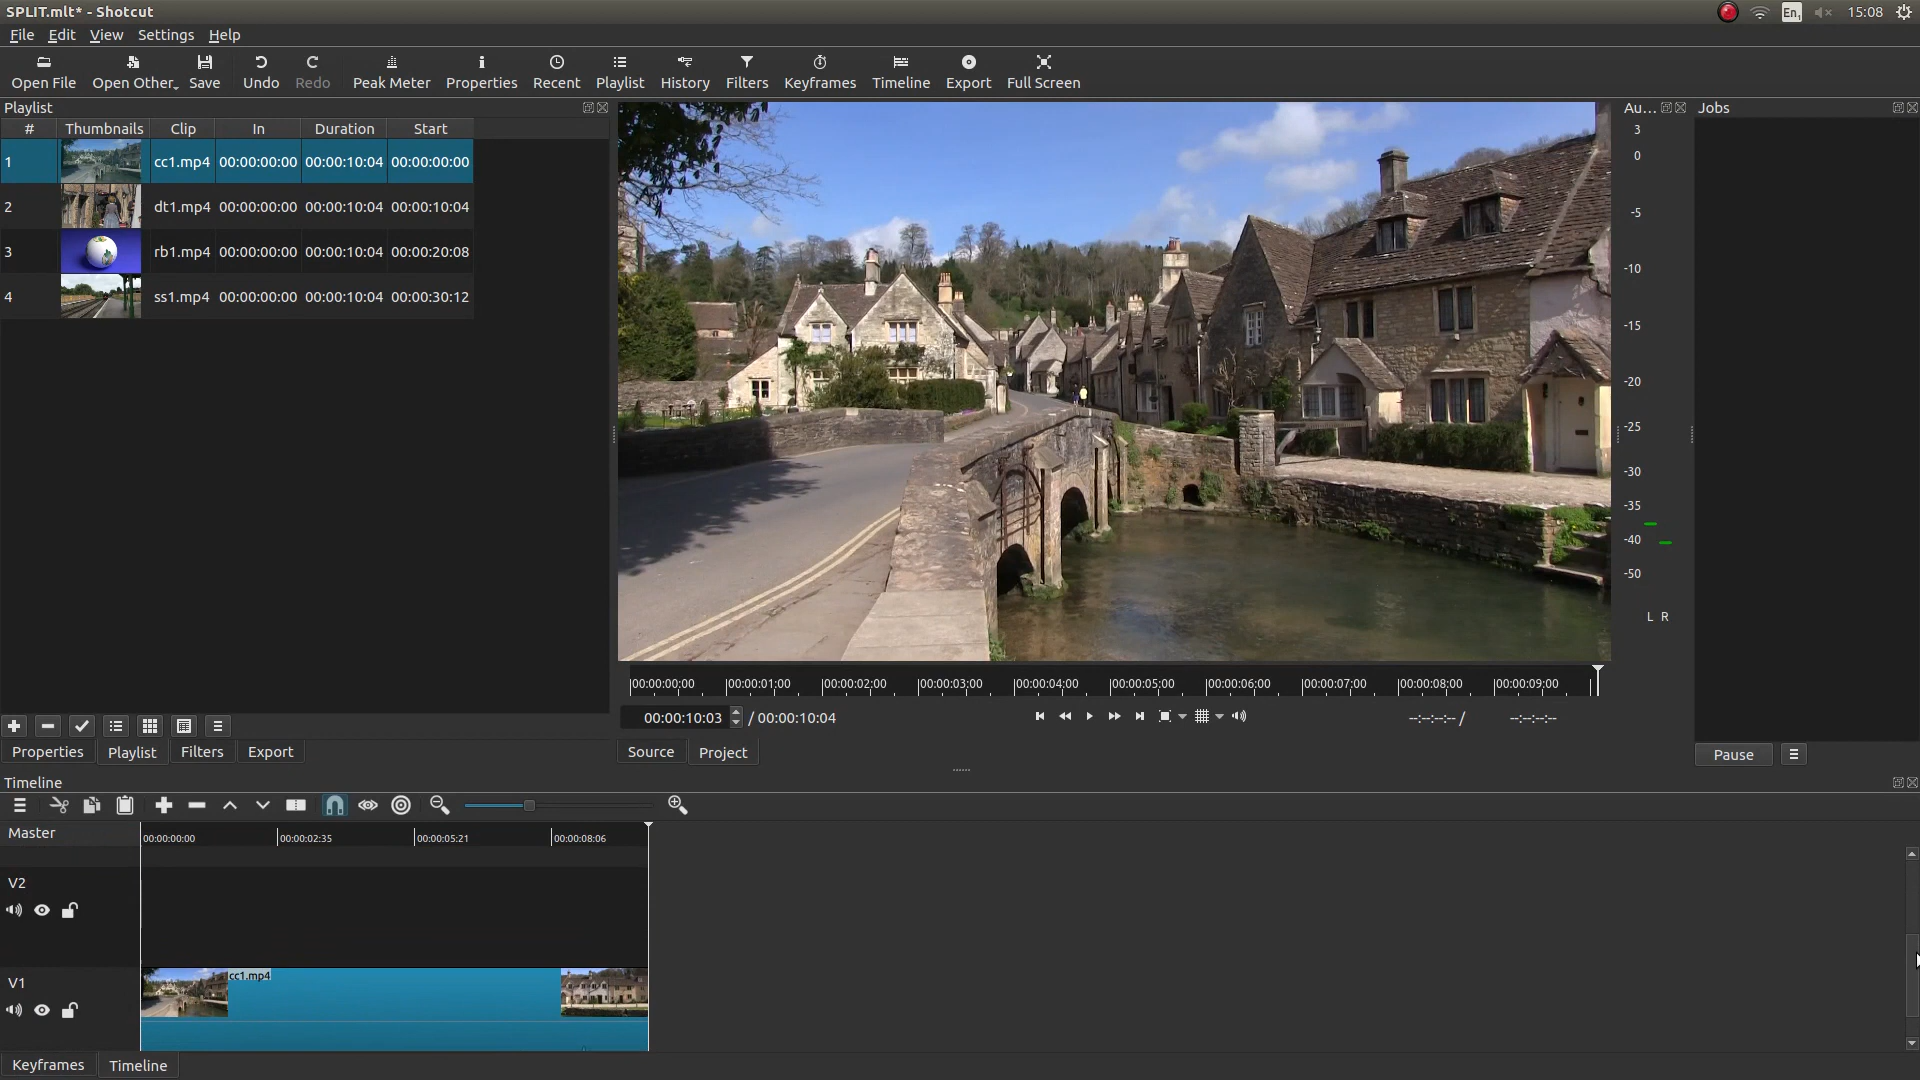 SPLIT.mlt* - Shotcut
En1 15:08
File Edit View Settings Help
Open File Open Other... Save Undo Redo Peak Meter Properties Recent Playlist History Filters Keyframes Timeline Export Full Screen
Playlist
# Thumbnails Clip In Duration Start
1 cc1.mp4 00:00:00:00 00:00:10:04 00:00:00:00
2 dt1.mp4 00:00:00:00 00:00:10:04 00:00:10:04
3 rb1.mp4 00:00:00:00 00:00:10:04 00:00:20:08
4 ss1.mp4 00:00:00:00 00:00:10:04 00:00:30:12
Properties Playlist Filters Export
00:00:00:00 00:00:01:00 00:00:02:00 00:00:03:00 00:00:04:00 00:00:05:00 00:00:06:00 00:00:07:00 00:00:08:00 00:00:09:00
00:00:10:03 / 00:00:10:04 --:--:--:-- / --:--:--:--
Source Project
Au...
3
0
-5
-10
-15
-20
-25
-30
-35
-40
-50
L R
Jobs
Pause
Timeline
Master
00:00:00:00 00:00:02:35 00:00:05:21 00:00:08:06
V2
V1
cc1.mp4
Keyframes Timeline